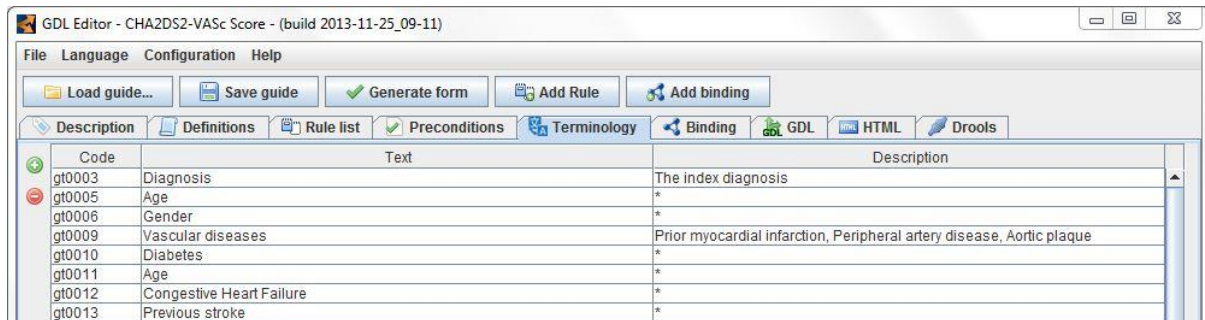 GDL Editor - CHA2DS2-VASc Score - (build 2013-11-25_09-11)
File Language Configuration Help
Load guide... Save guide Generate form Add Rule Add binding
Description Definitions Rule list Preconditions Terminology Binding GDL HTML Drools
Code Text Description
gt0003 Diagnosis The index diagnosis
gt0005 Age *
gt0006 Gender *
gt0009 Vascular diseases Prior myocardial infarction, Peripheral artery disease, Aortic plaque
gt0010 Diabetes *
gt0011 Age *
gt0012 Congestive Heart Failure *
gt0013 Previous stroke *